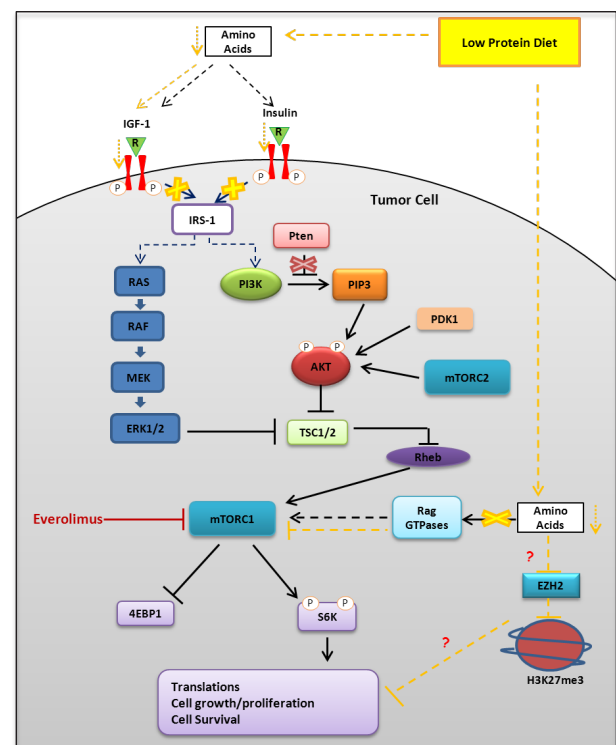 Amino
Acids
Low Protein Diet
IGF-1
Insulin
R
R
P
P
P
P
Tumor Cell
IRS-1
Pten
RAS
PI3K
PIP3
RAF
PDK1
P
P
AKT
MEK
mTORC2
ERK1/2
TSC1/2
Rheb
Everolimus
mTORC1
Rag
GTPases
Amino
Acids
?
EZH2
4EBP1
P
P
S6K
?
H3K27me3
Translations
Cell growth/proliferation
Cell Survival